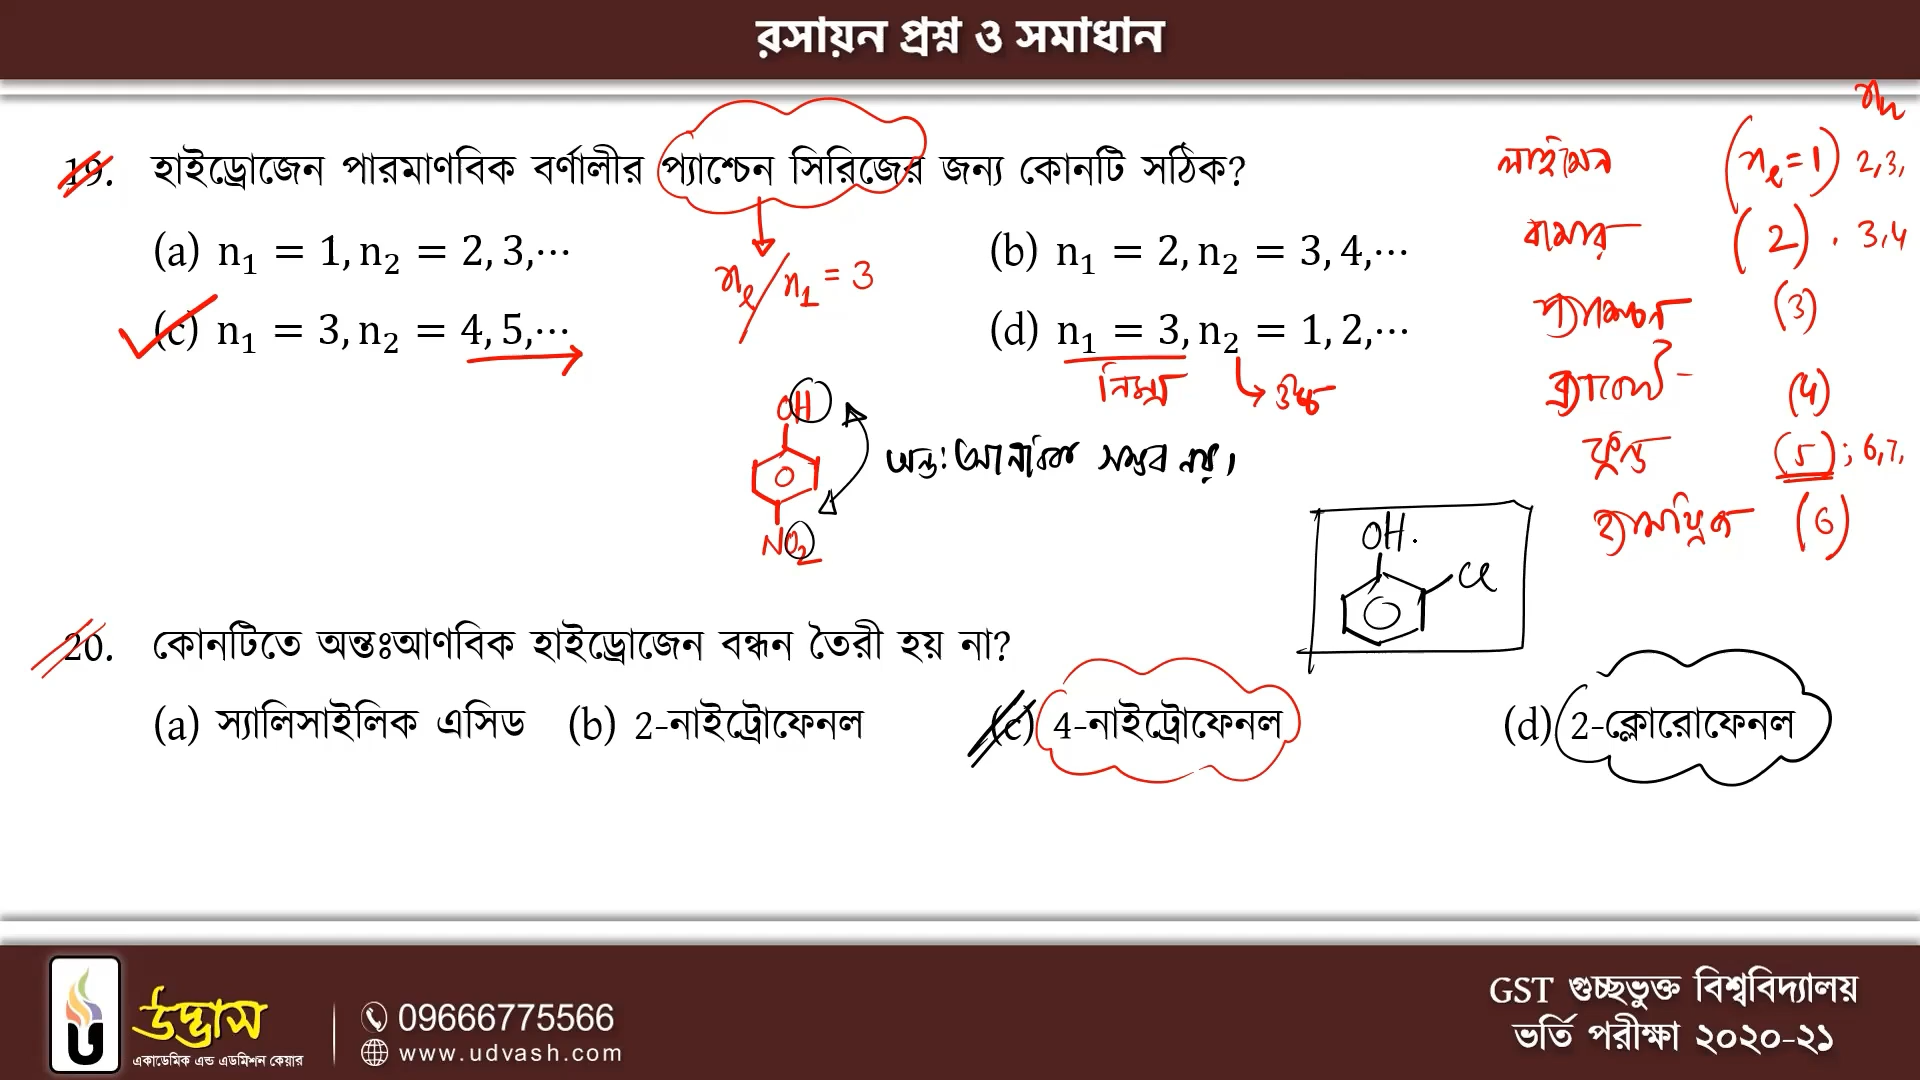 রসায়ন প্রশ্ন ও সমাধান
19. হাইড্রোজেন পারমাণবিক বর্ণালীর প্যাশ্চেন সিরিজের জন্য কোনটি সঠিক?
(a) n₁ = 1, n₂ = 2, 3,⋯
(b) n₁ = 2, n₂ = 3, 4,⋯
(c) n₁ = 3, n₂ = 4, 5,⋯
(d) n₁ = 3, n₂ = 1, 2,⋯
n₁ = 3
নিম্ন
উচ্চ
OH
NO₂
অন্তঃআনবিক সম্ভব নয়।
লাইমেন (n = 1) 2,3,
বামার (2) . 3,4
প্যাশ্চেন (3)
ব্র্যাকেট - (4)
ফুন্ড (5) ; 6,7,
(6)
OH.
Cl
20. কোনটিতে অন্তঃআণবিক হাইড্রোজেন বন্ধন তৈরী হয় না?
(a) স্যালিসাইলিক এসিড (b) 2-নাইট্রোফেনল (c) 4-নাইট্রোফেনল (d) 2-ক্লোরোফেনল
উদ্ভাস
একাডেমিক এন্ড এডমিশন কেয়ার
09666775566
www.udvash.com
GST গুচ্ছভুক্ত বিশ্ববিদ্যালয়
ভর্তি পরীক্ষা ২০২০-২১